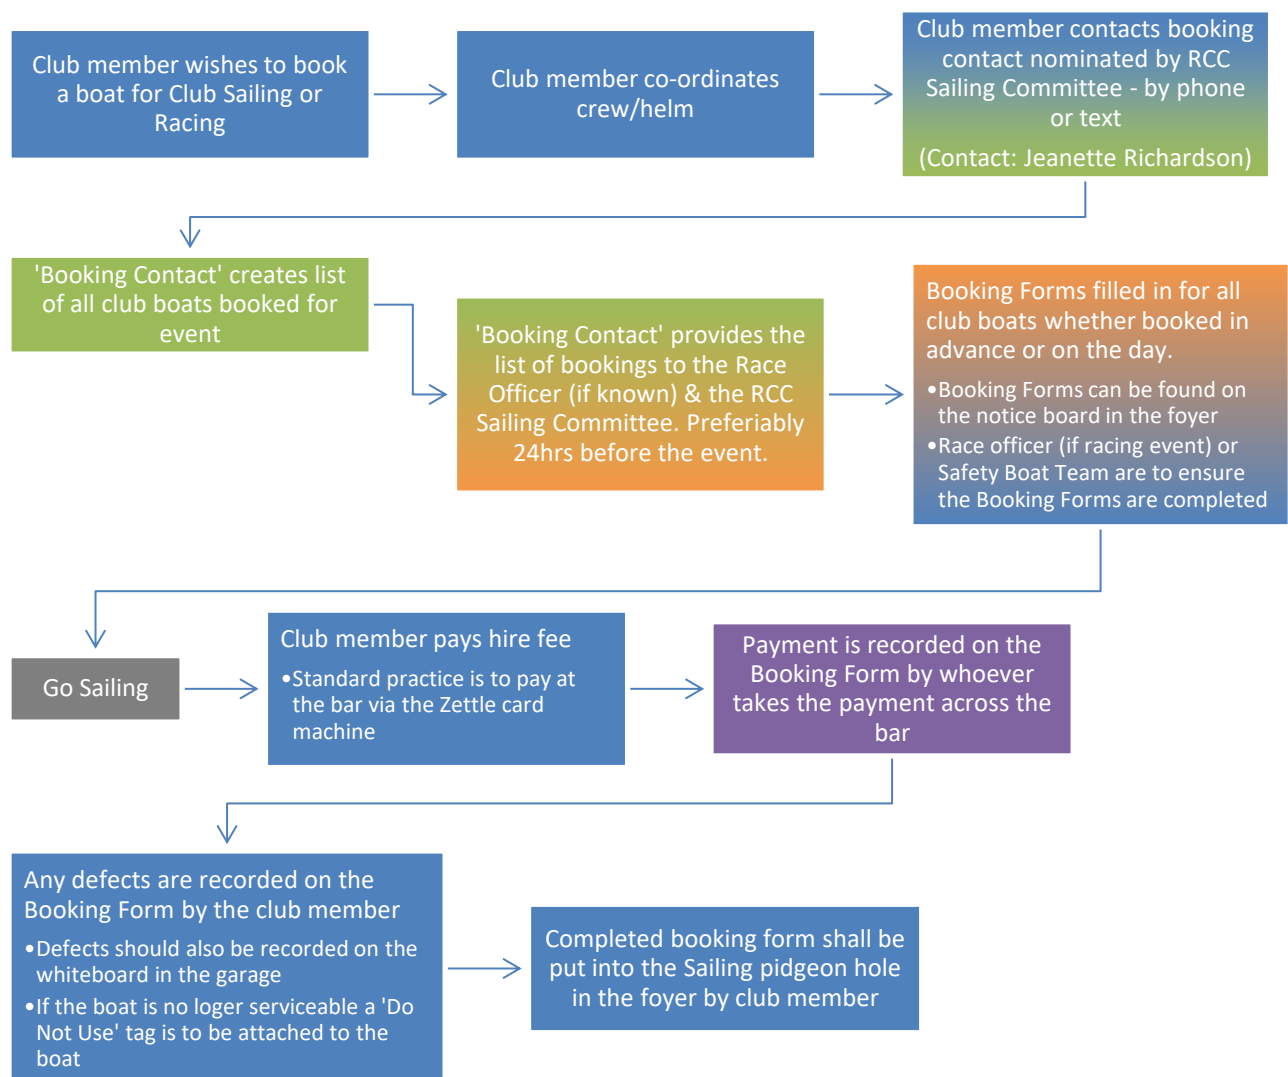 Club member wishes to book
a boat for Club Sailing or
Racing
Club member co-ordinates
crew/helm
Club member contacts booking
contact nominated by RCC
Sailing Committee - by phone
or text
(Contact: Jeanette Richardson)
'Booking Contact' creates list
of all club boats booked for
event
'Booking Contact' provides the
list of bookings to the Race
Officer (if known) & the RCC
Sailing Committee. Preferiably
24hrs before the event.
Booking Forms filled in for all
club boats whether booked in
advance or on the day.
•Booking Forms can be found on
the notice board in the foyer
•Race officer (if racing event) or
Safety Boat Team are to ensure
the Booking Forms are completed
Go Sailing
Club member pays hire fee
•Standard practice is to pay at
the bar via the Zettle card
machine
Payment is recorded on the
Booking Form by whoever
takes the payment across the
bar
Any defects are recorded on the
Booking Form by the club member
•Defects should also be recorded on the
whiteboard in the garage
•If the boat is no loger serviceable a 'Do
Not Use' tag is to be attached to the
boat
Completed booking form shall be
put into the Sailing pidgeon hole
in the foyer by club member